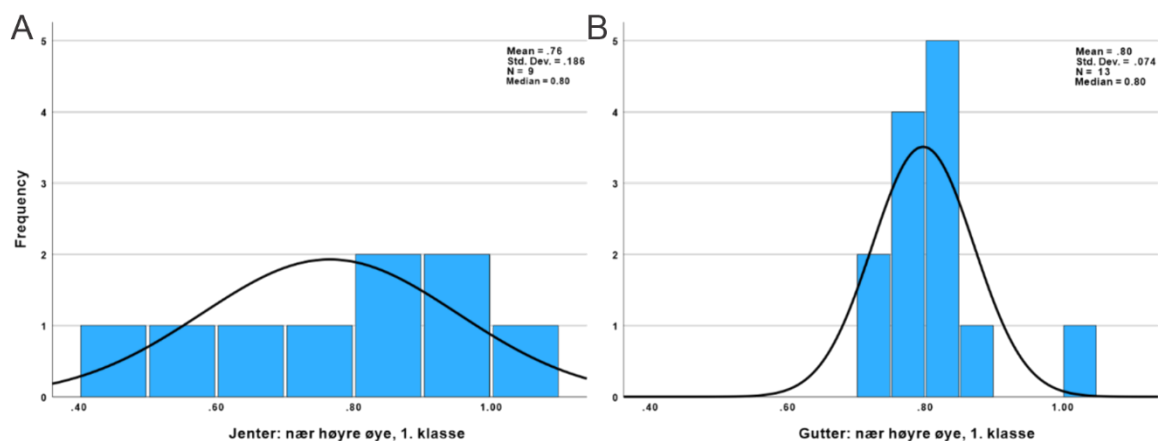 A
Mean = .76
Std. Dev. = .186
N = 9
Median = 0.80
Frequency
5
4
3
2
1
0
.40
.60
.80
1.00
Jenter: nær høyre øye, 1. klasse
B
Mean = .80
Std. Dev. = .074
N = 13
Median = 0.80
5
4
3
2
1
0
.40
.60
.80
1.00
Gutter: nær høyre øye, 1. klasse